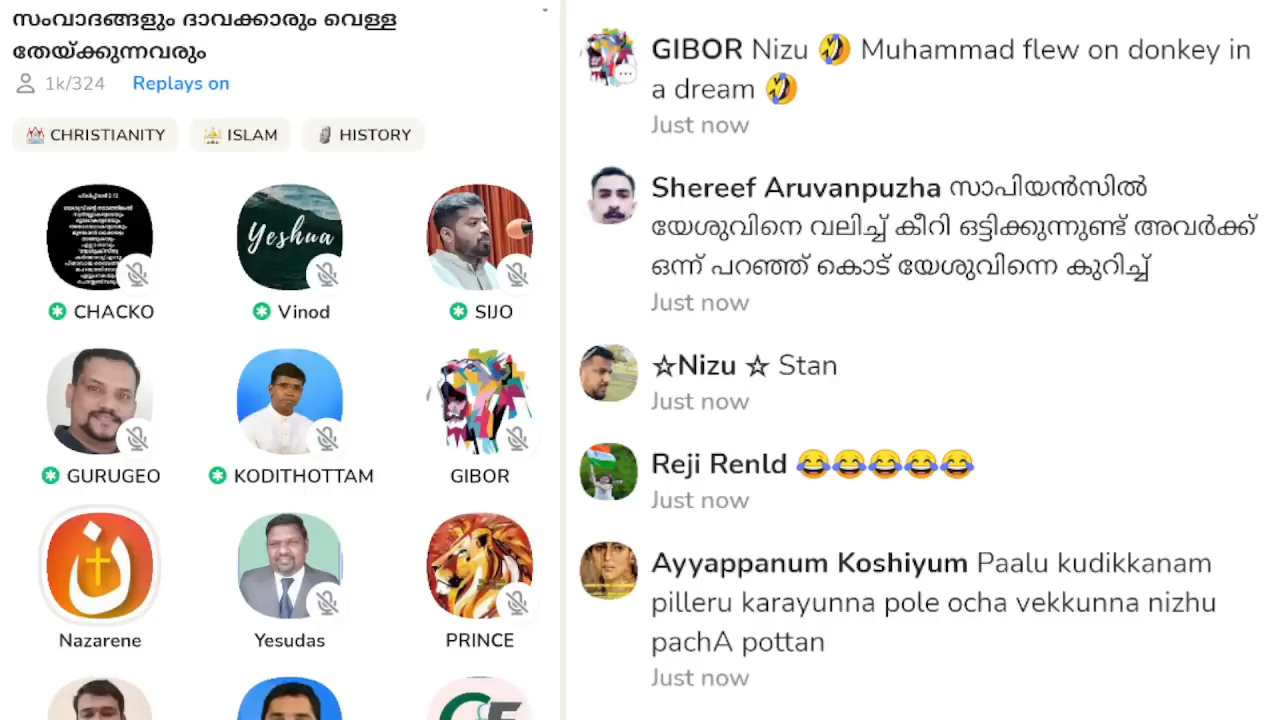 സംവാദങ്ങളും ദാവക്കാരും വെള്ള
തേയ്ക്കുന്നവരും
1k/324 Replays on
CHRISTIANITY ISLAM HISTORY
Yeshua
CHACKO Vinod SIJO
GURUGEO KODITHOTTAM GIBOR
Nazarene Yesudas PRINCE
GIBOR Nizu 🤣 Muhammad flew on donkey in
a dream 🤣
Just now
Shereef Aruvanpuzha സാപിയൻസിൽ
യേശുവിനെ വലിച്ച് കീറി ഒട്ടിക്കുന്നുണ്ട് അവർക്ക്
ഒന്ന് പറഞ്ഞ് കൊട് യേശുവിന്നെ കുറിച്ച്
Just now
☆Nizu ☆ Stan
Just now
Reji Renld 😂😂😂😂😂
Just now
Ayyappanum Koshiyum Paalu kudikkanam
pilleru karayunna pole ocha vekkunna nizhu
pachA pottan
Just now